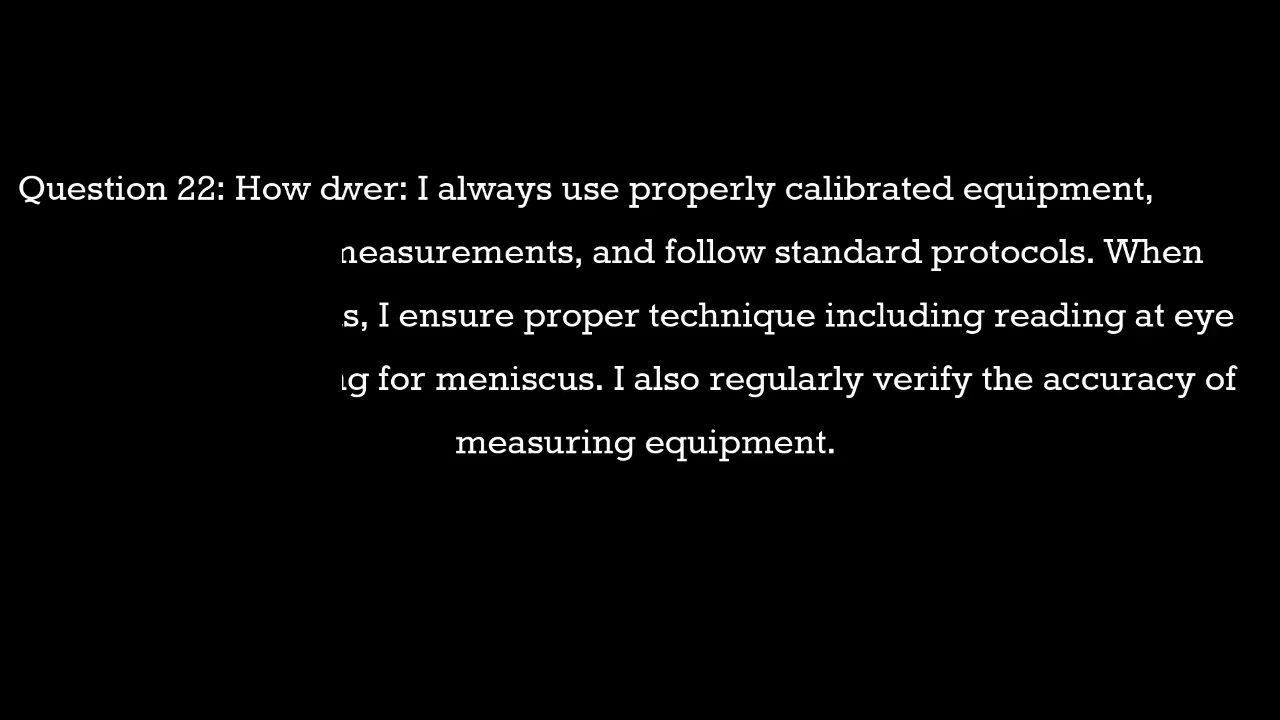 Question 22: How dwer: I always use properly calibrated equipment,
measurements, and follow standard protocols. When
s, I ensure proper technique including reading at eye
g for meniscus. I also regularly verify the accuracy of
measuring equipment.